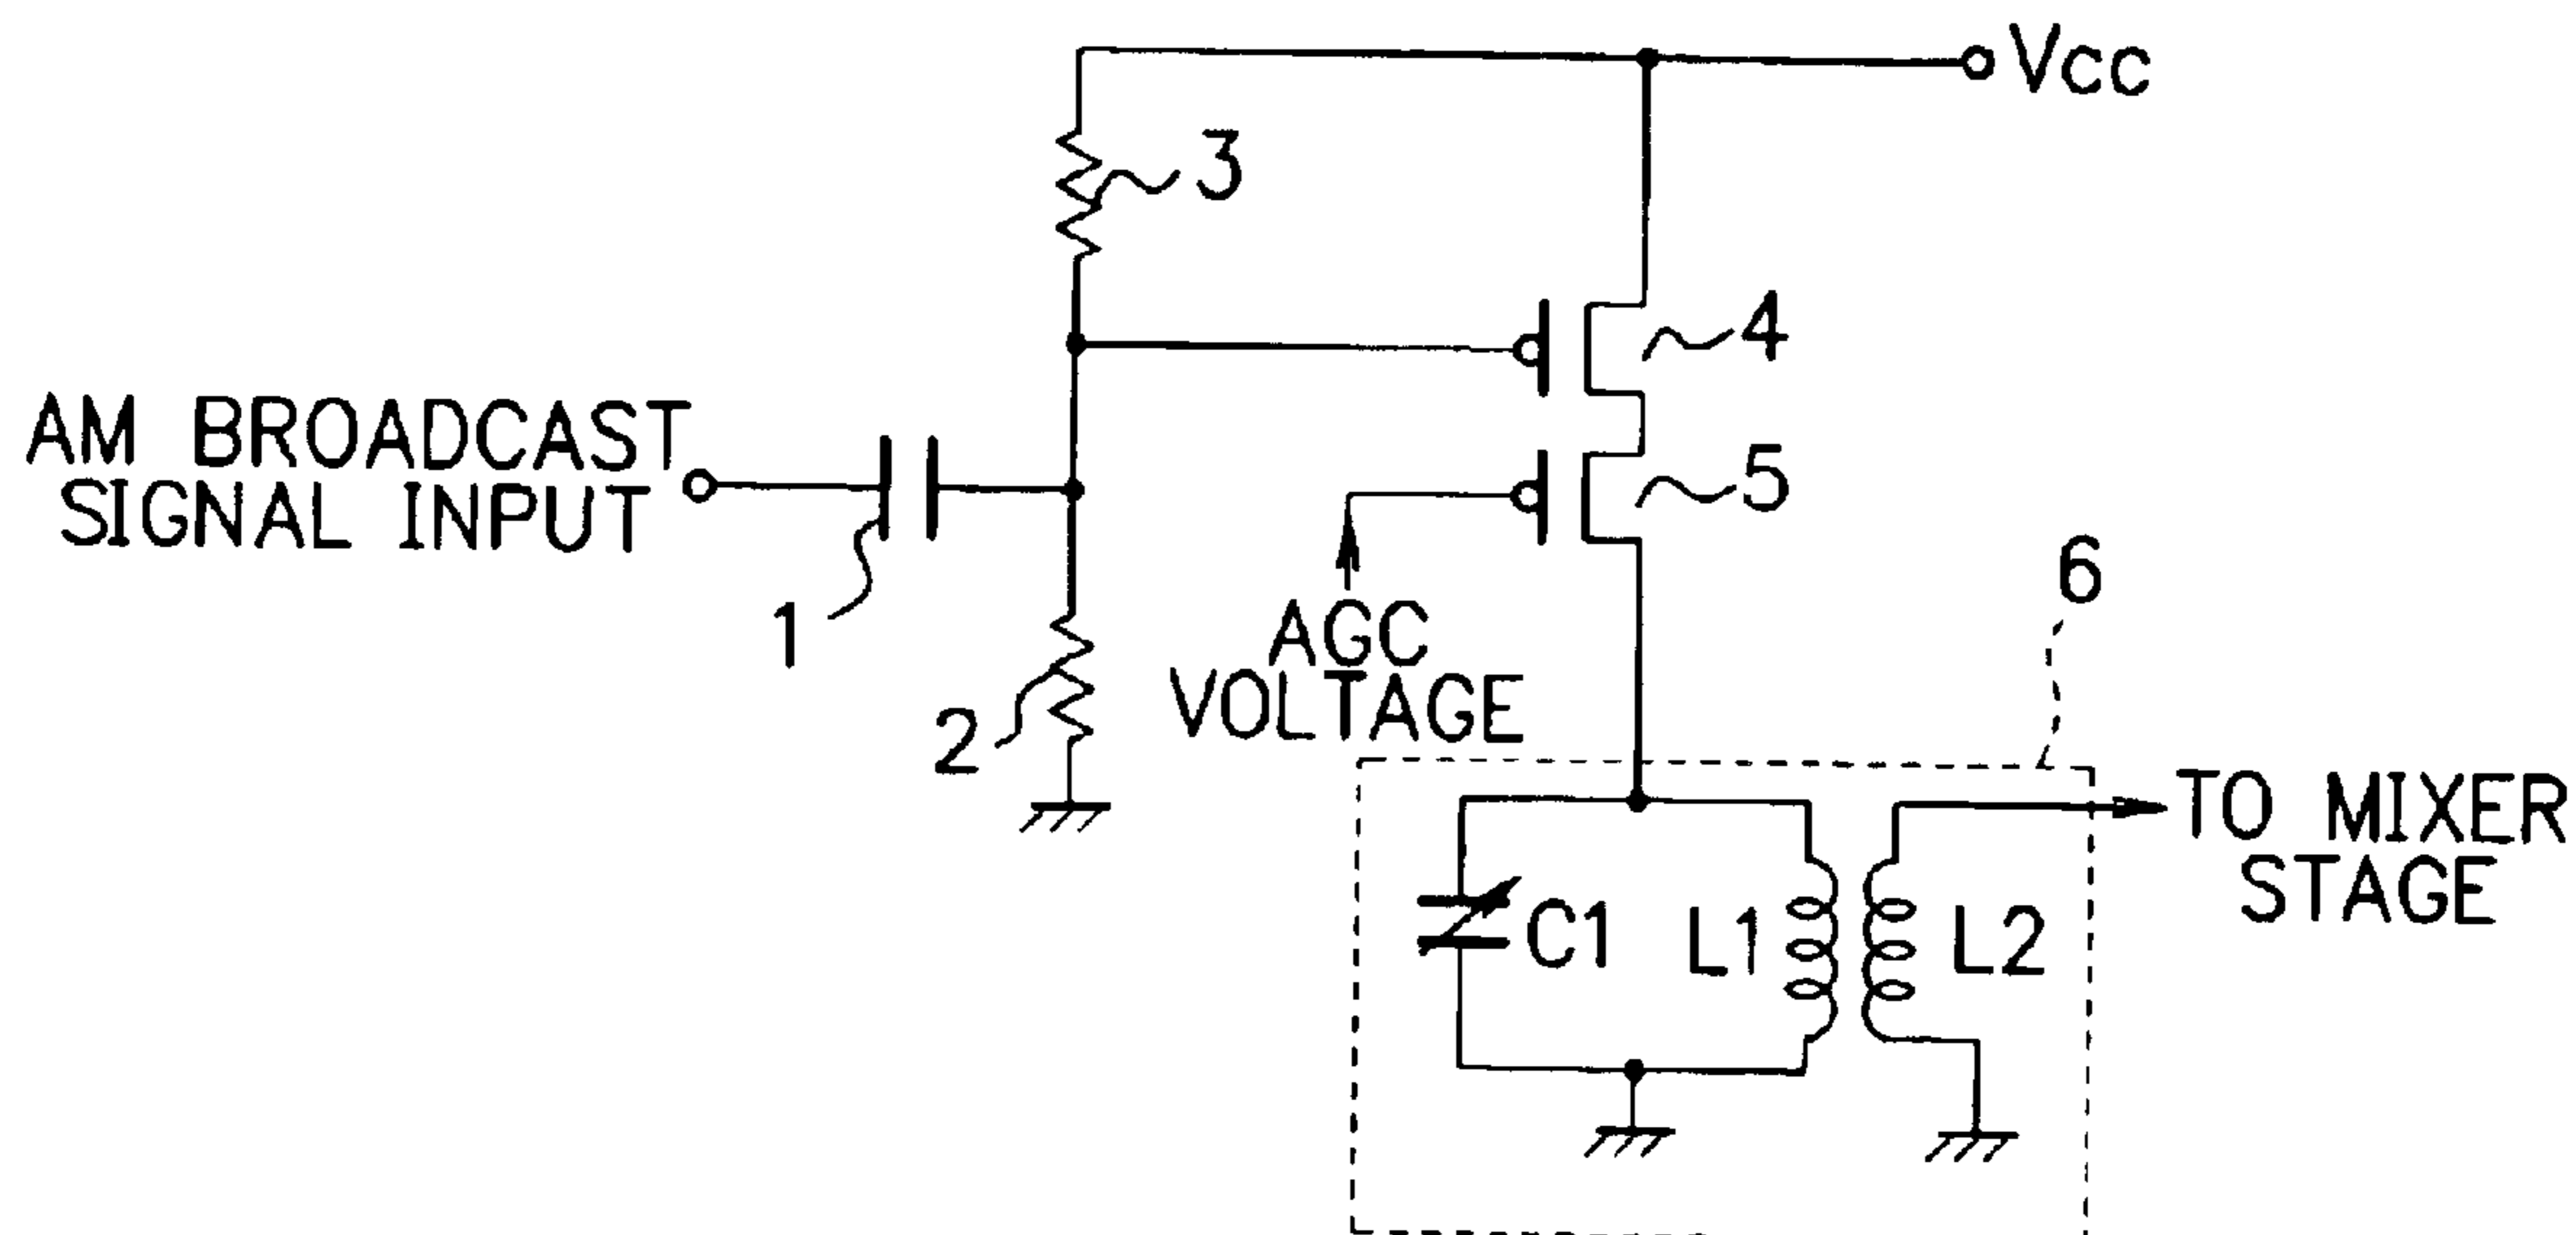 Vcc
3
4
AM BROADCAST
SIGNAL INPUT
5
1
6
AGC
VOLTAGE
2
TO MIXER
STAGE
C1
L1
L2